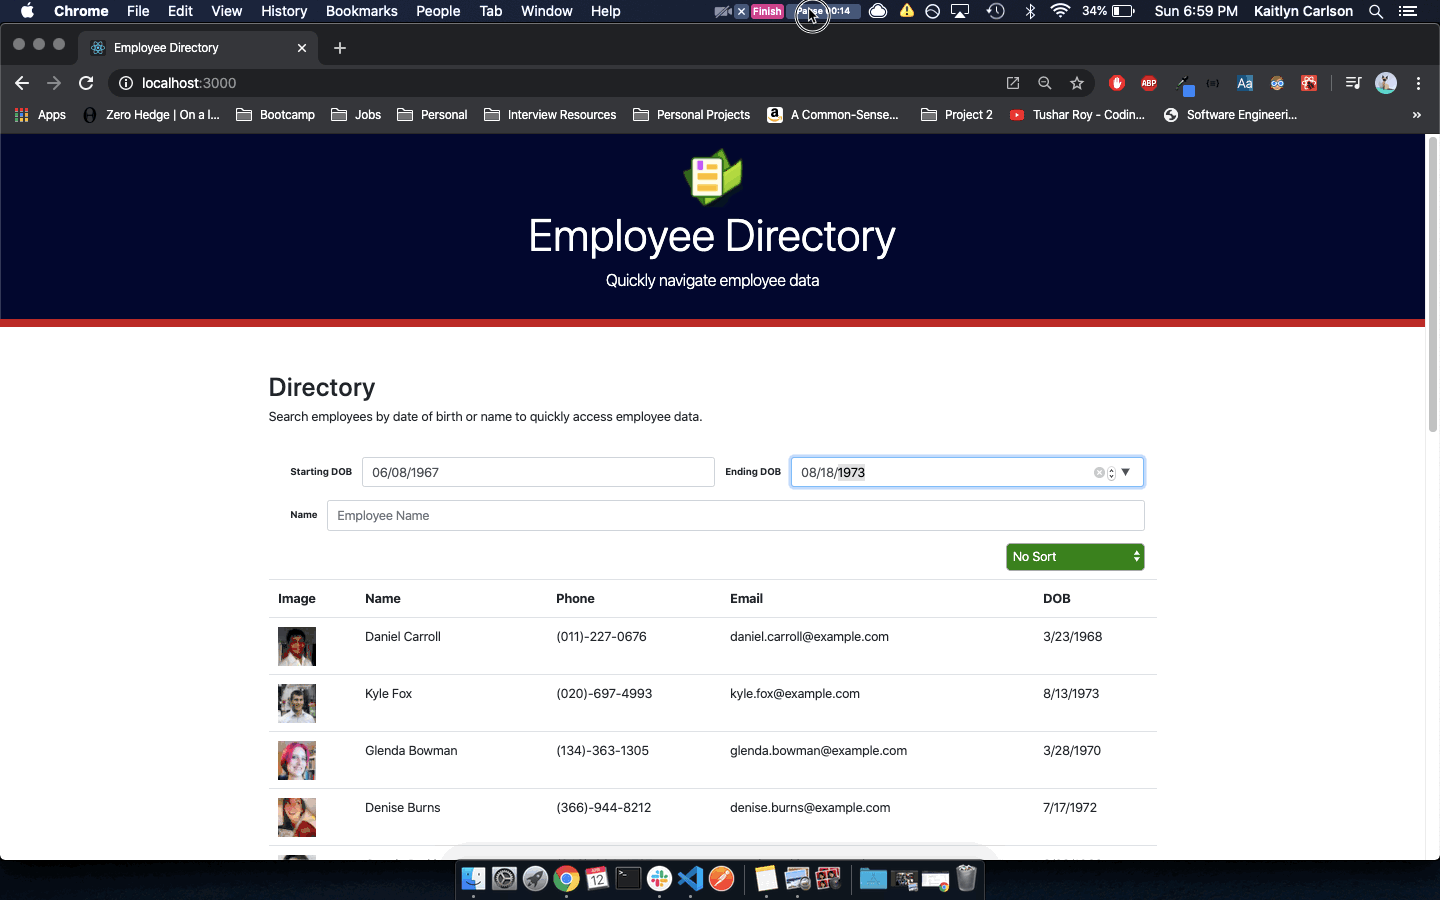 Chrome File Edit View History Bookmarks People Tab Window Help Finish 00:14 34% Sun 6:59 PM Kaitlyn Carlson
Employee Directory
localhost:3000
ABP Aa
Apps Zero Hedge | On a l... Bootcamp Jobs Personal Interview Resources Personal Projects A Common-Sense... Project 2 Tushar Roy - Codin... Software Engineeri... »
Employee Directory
Quickly navigate employee data
Directory
Search employees by date of birth or name to quickly access employee data.
Starting DOB 06/08/1967 Ending DOB 08/18/1973
Name Employee Name
No Sort
Image Name Phone Email DOB
Daniel Carroll (011)-227-0676 daniel.carroll@example.com 3/23/1968
Kyle Fox (020)-697-4993 kyle.fox@example.com 8/13/1973
Glenda Bowman (134)-363-1305 glenda.bowman@example.com 3/28/1970
Denise Burns (366)-944-8212 denise.burns@example.com 7/17/1972
12